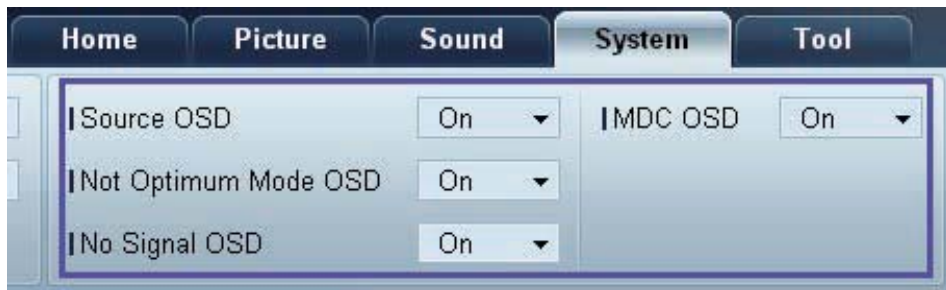 Home Picture Sound System Tool
Source OSD On MDC OSD On
Not Optimum Mode OSD On
No Signal OSD On